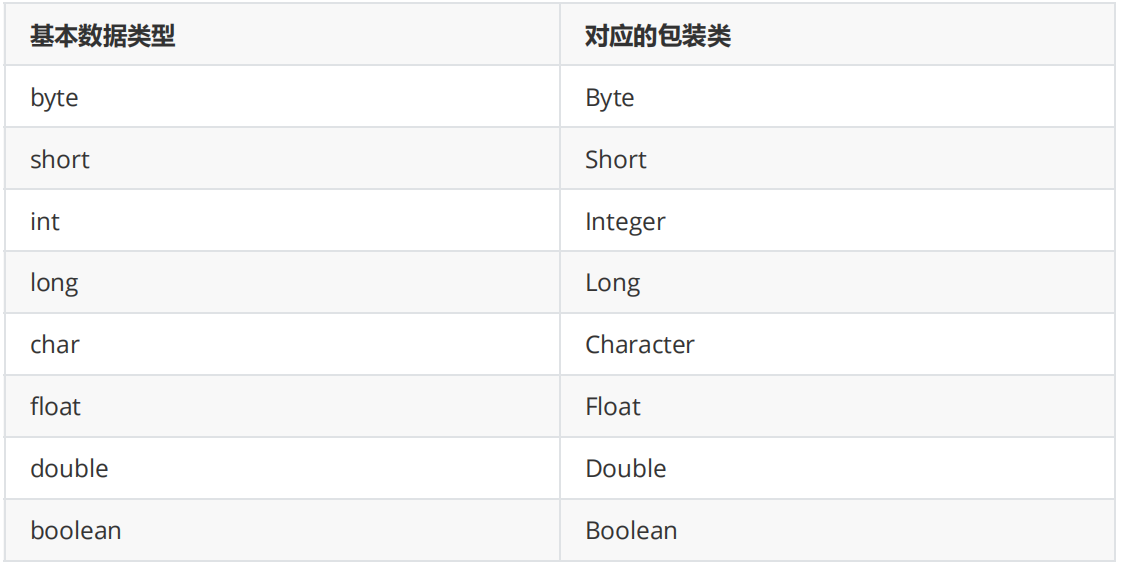 基本数据类型 对应的包装类
byte Byte
short Short
int Integer
long Long
char Character
float Float
double Double
boolean Boolean